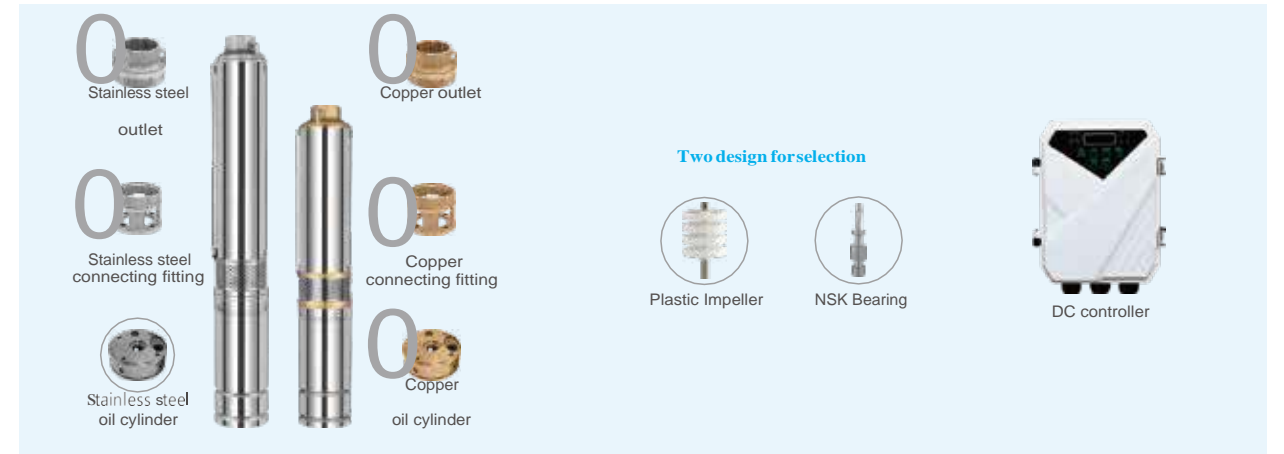 Stainless steel
outlet
Stainless steel
connecting fitting
Stainless steel
oil cylinder
O
Copper outlet
O
Copper
connecting fitting
O
Copper
oil cylinder
O
O
Two design for selection
Plastic Impeller
NSK Bearing
DC controller